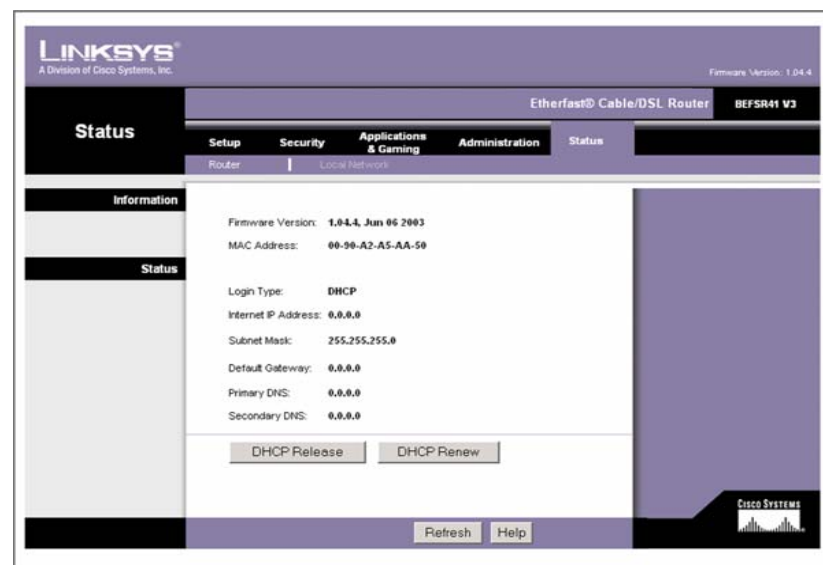 LINKSYS®
A Division of Cisco Systems, Inc.
Firmware Version: 1.04.4
Etherfast® Cable/DSL Router
BEFSR41 V3
Status
Setup
Security
Applications & Gaming
Administration
Status
Router
Local Network
Information
Firmware Version: 1.04.4, Jun 06 2003
MAC Address: 00-90-A2-A5-AA-50
Status
Login Type: DHCP
Internet IP Address: 0.0.0.0
Subnet Mask: 255.255.255.0
Default Gateway: 0.0.0.0
Primary DNS: 0.0.0.0
Secondary DNS: 0.0.0.0
DHCP Release
DHCP Renew
Refresh
Help
CISCO SYSTEMS